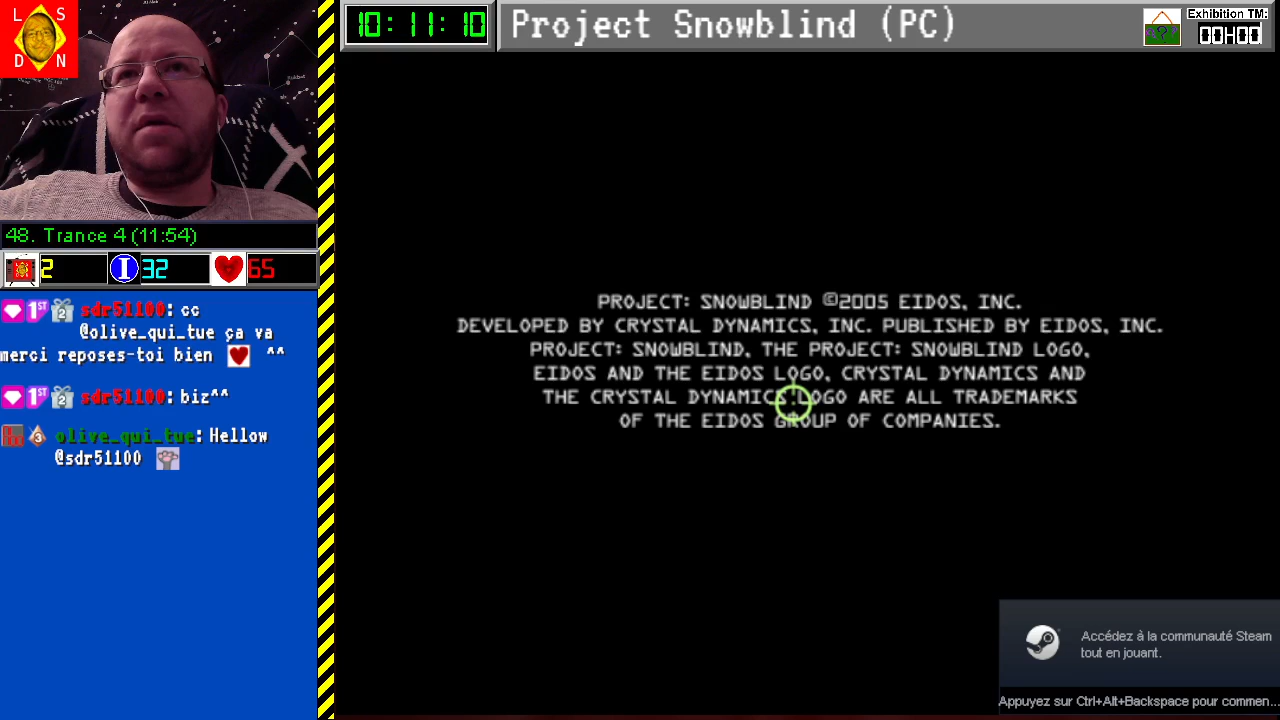 L S
D N
10:11:10
Project Snowblind (PC)
Exhibition TM:
00H00
48. Trance 4 (11:54)
2
I 32
65
1ST 2 sdr51100: cc
@olive_qui_tue ça va
merci reposes-toi bien ^^
1ST 2 sdr51100: biz^^
3 olive_qui_tue: Hellow
@sdr51100
PROJECT: SNOWBLIND ©2005 EIDOS, INC.
DEVELOPED BY CRYSTAL DYNAMICS, INC. PUBLISHED BY EIDOS, INC.
PROJECT: SNOWBLIND, THE PROJECT: SNOWBLIND LOGO,
EIDOS AND THE EIDOS LOGO, CRYSTAL DYNAMICS AND
THE CRYSTAL DYNAMICS LOGO ARE ALL TRADEMARKS
OF THE EIDOS GROUP OF COMPANIES.
Accédez à la communauté Steam
tout en jouant.
Appuyez sur Ctrl+Alt+Backspace pour commen...